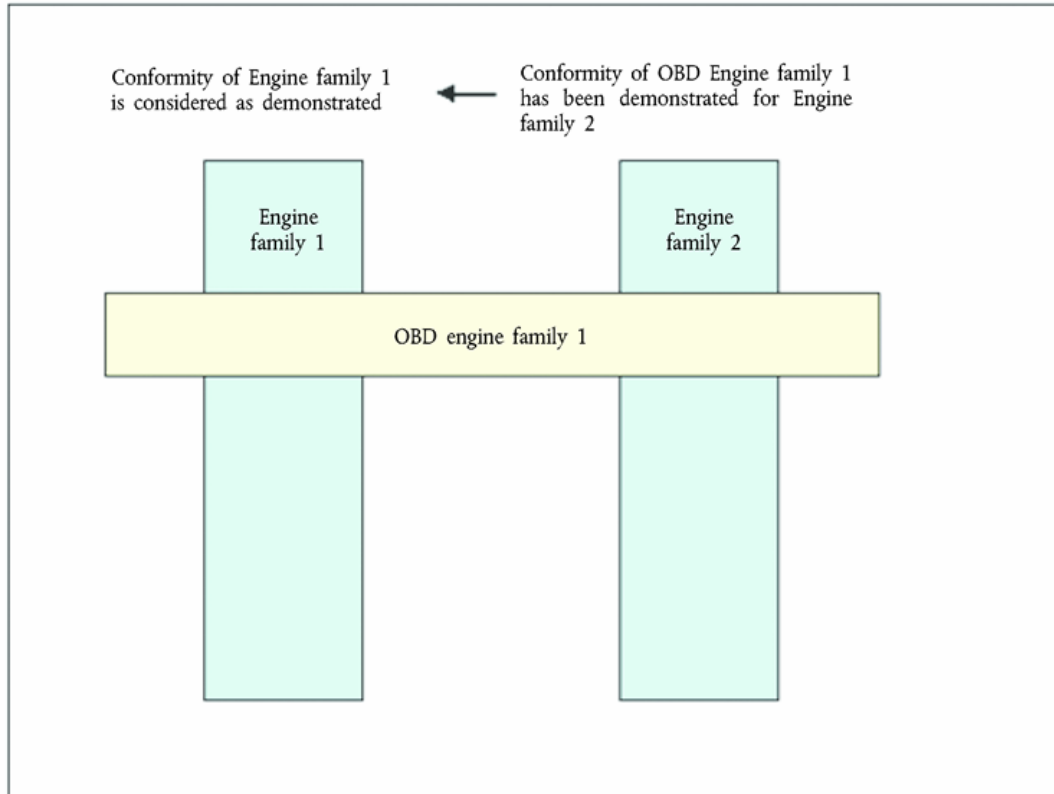 Conformity of Engine family 1
is considered as demonstrated
Conformity of OBD Engine family 1
has been demonstrated for Engine
family 2
Engine
family 1
Engine
family 2
OBD engine family 1